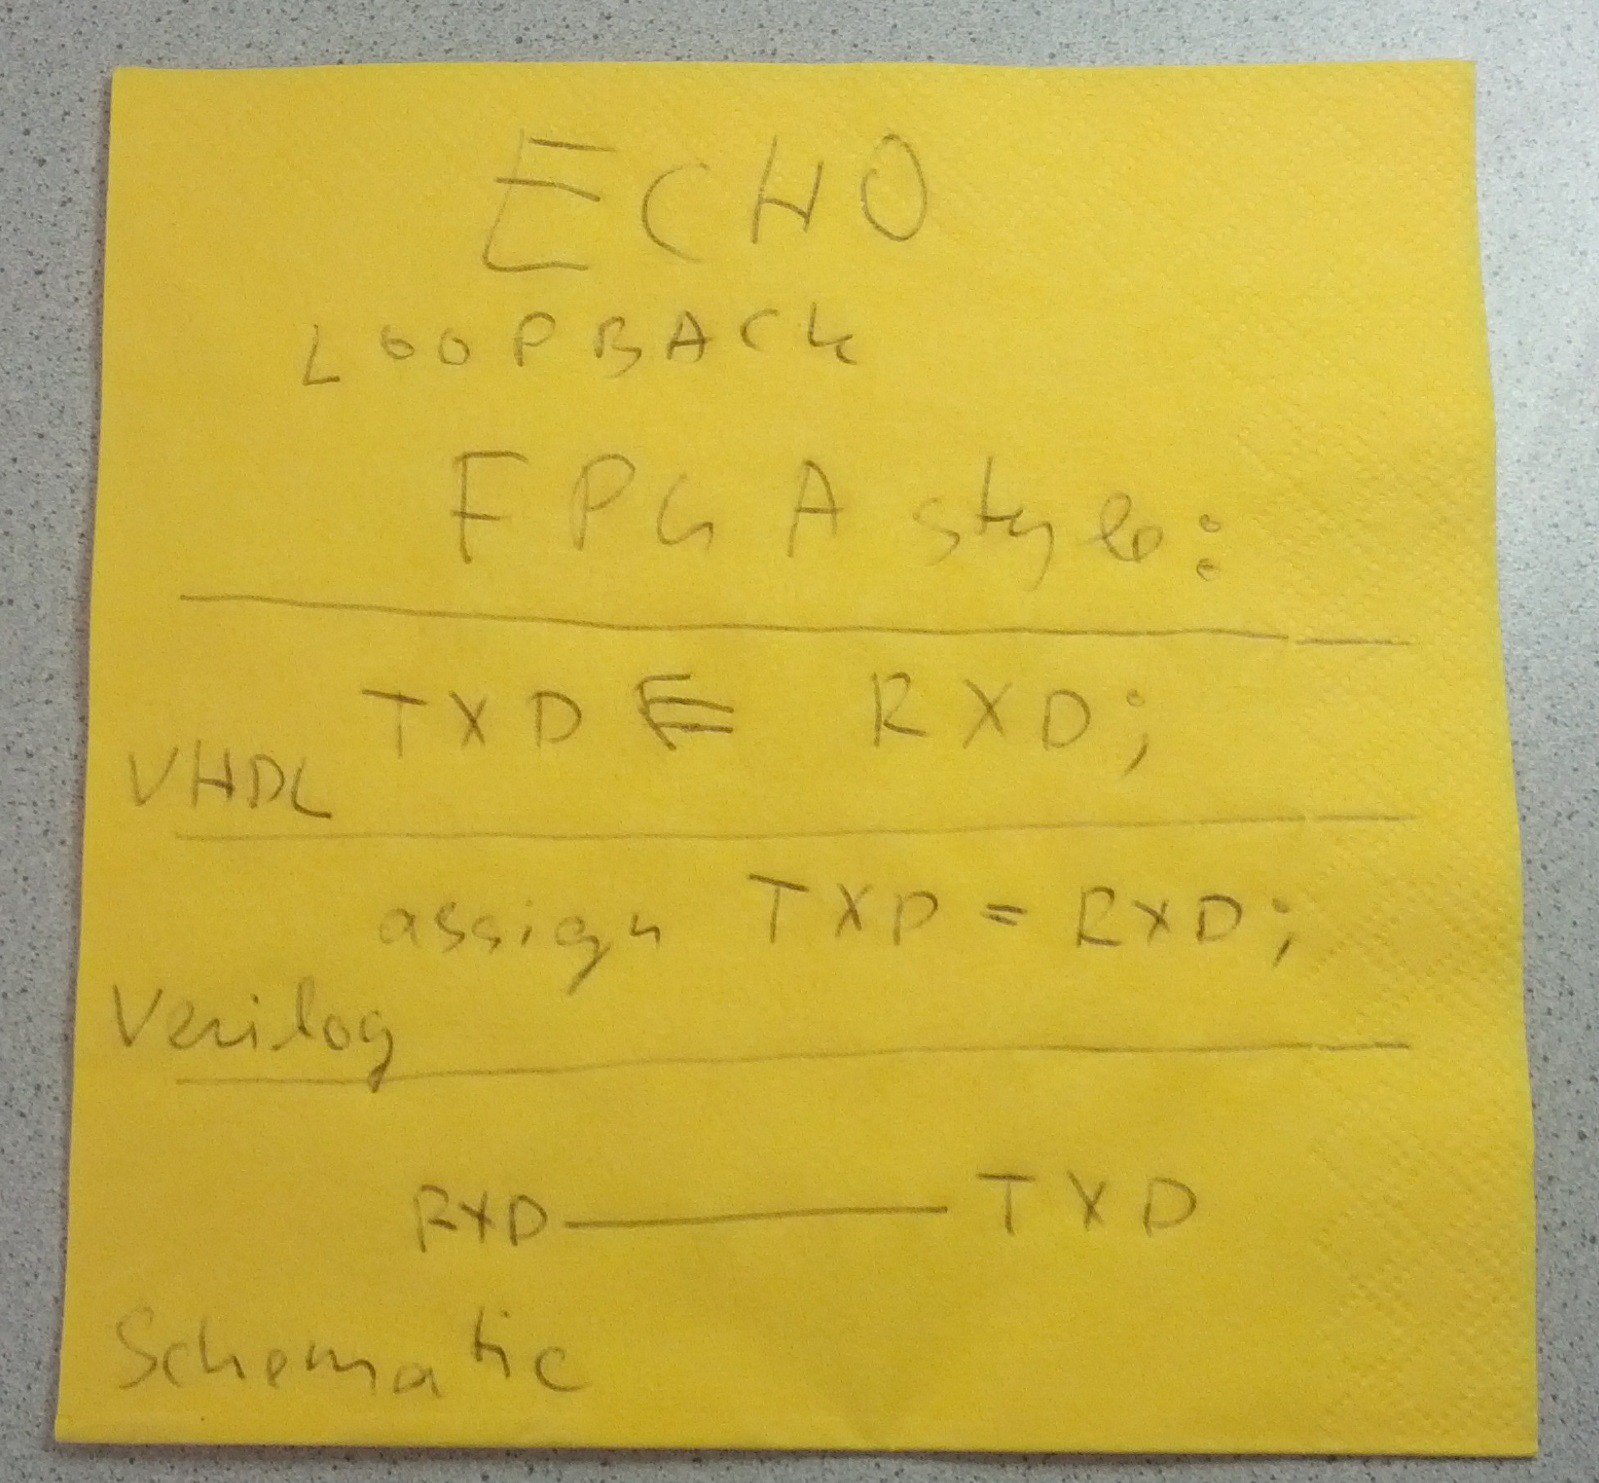 ECHO
LOOPBACK
FPGA style:
TXD <= RXD;
VHDL
assign TXD = RXD;
Verilog
RXD TXD
Schematic